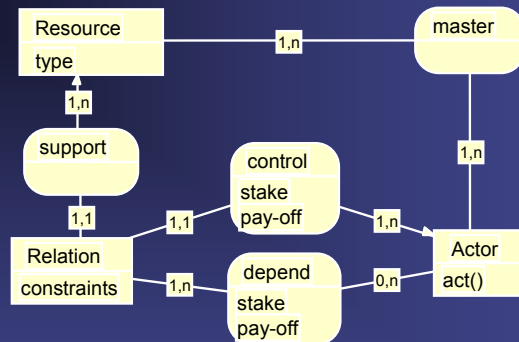 Resource
type
1,n
master
1,n
support
1,n
1,1
control
stake
pay-off
1,1
1,n
Relation
constraints
1,n
depend
stake
pay-off
0,n
Actor
act()